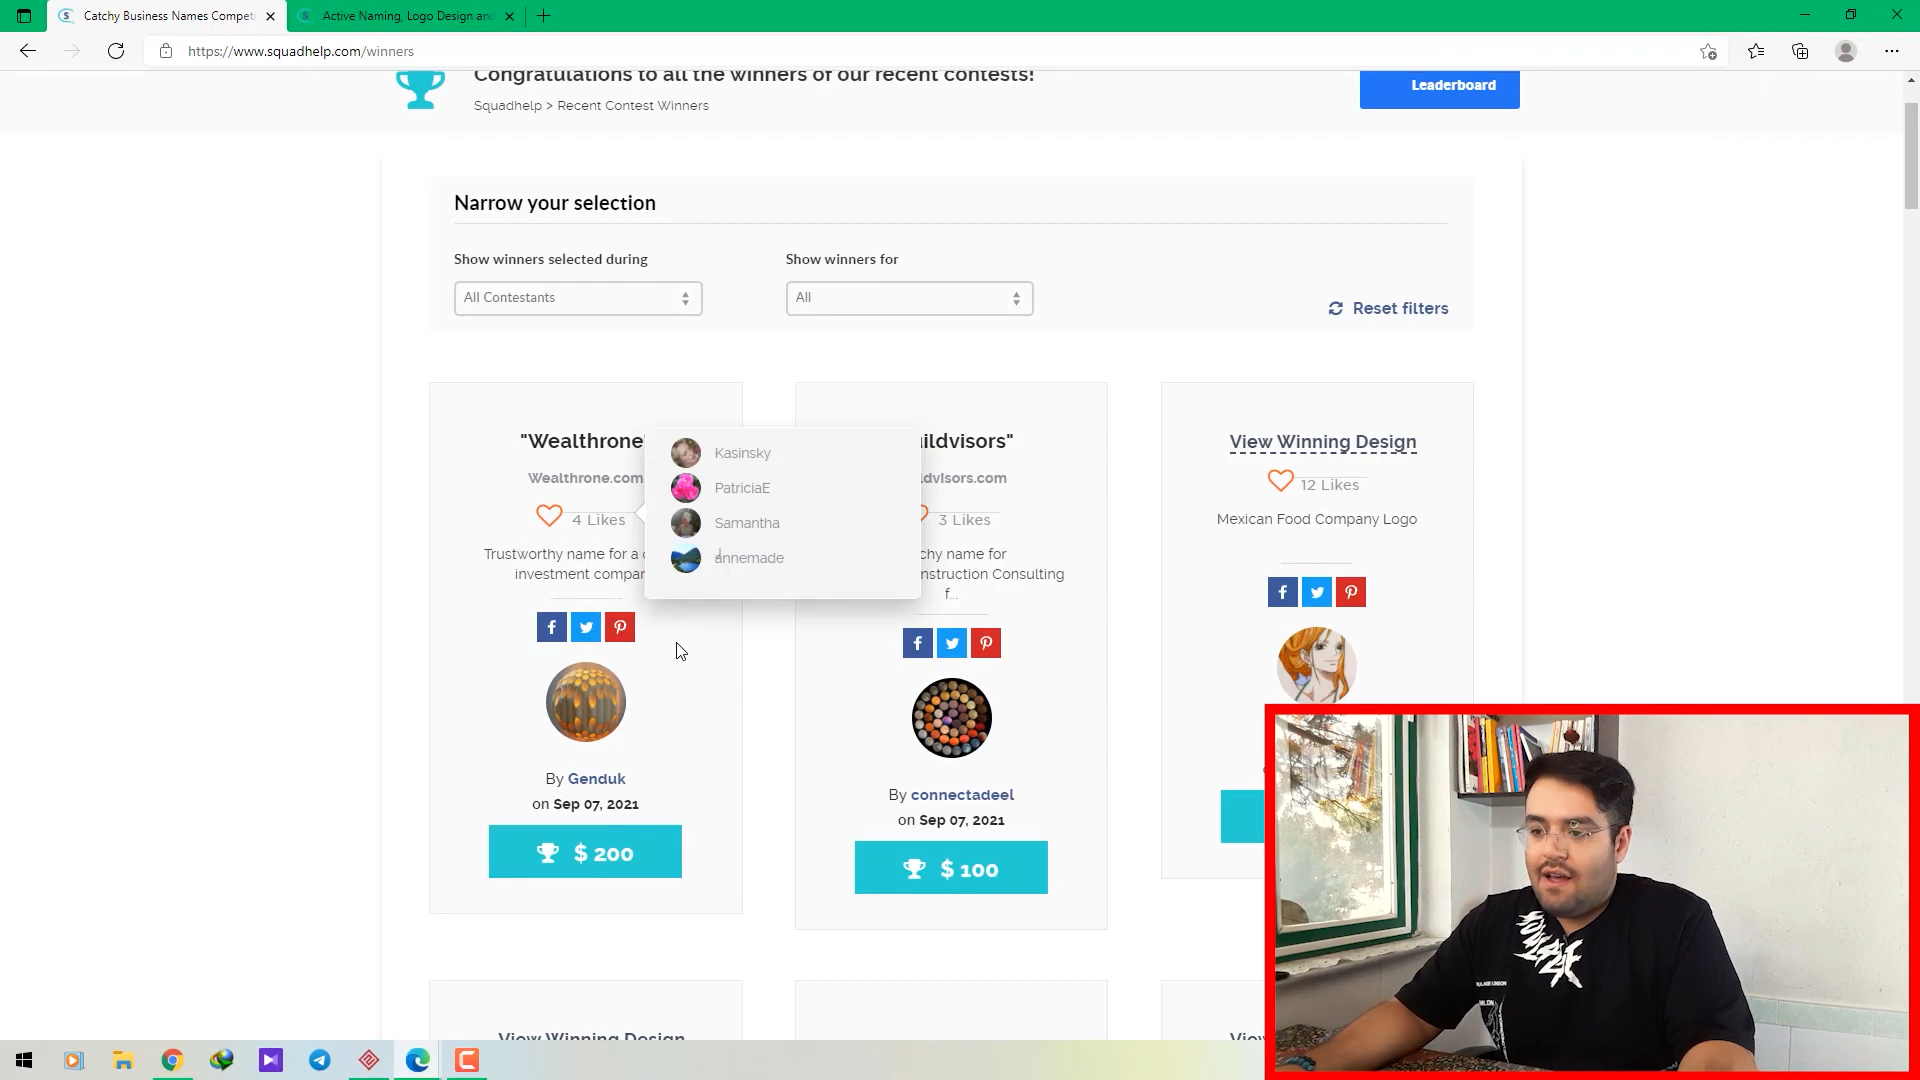 Catchy Business Names Compet
Active Naming, Logo Design an
https://www.squadhelp.com/winners
Congratulations to all the winners of our recent contests!
Squadhelp > Recent Contest Winners
Leaderboard
Narrow your selection
Show winners selected during
Show winners for
All Contestants
All
Reset filters
"Wealthrone"
Wealthrone.com
4 Likes
Trustworthy name for a
investment compan
By Genduk
on Sep 07, 2021
$ 200
Kasinsky
PatriciaE
Samantha
annemade
ildvisors"
ldvisors.com
3 Likes
chy name for
nstruction Consulting
f...
By connectadeel
on Sep 07, 2021
$ 100
View Winning Design
12 Likes
Mexican Food Company Logo
View Winning Design